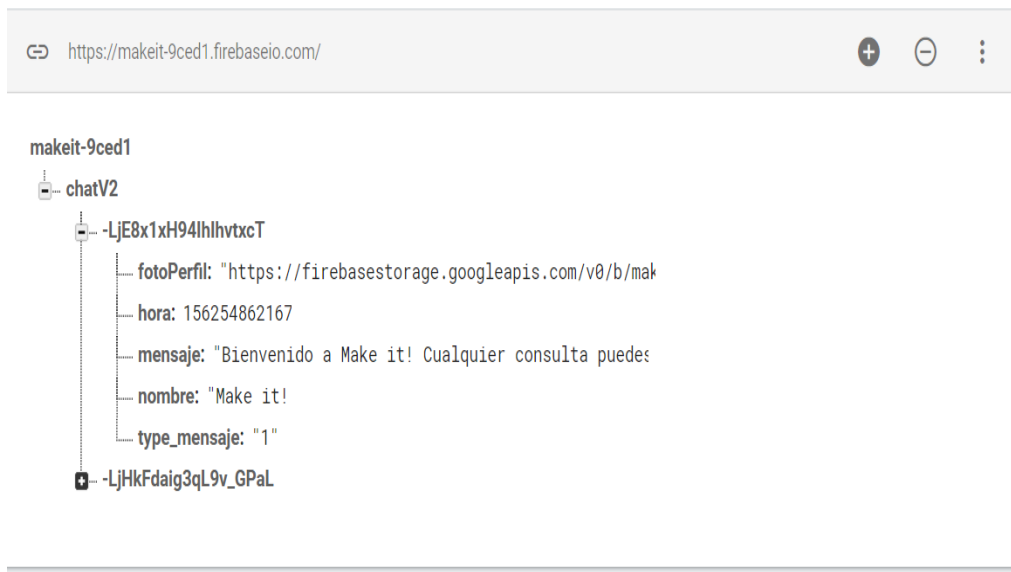 https://makeit-9ced1.firebaseio.com/
makeit-9ced1
chatV2
-LjE8x1xH94IhIhvtxcT
fotoPerfil: "https://firebasestorage.googleapis.com/v0/b/mak
hora: 156254862167
mensaje: "Bienvenido a Make it! Cualquier consulta puedes
nombre: "Make it!
type_mensaje: "1"
-LjHkFdaig3qL9v_GPaL